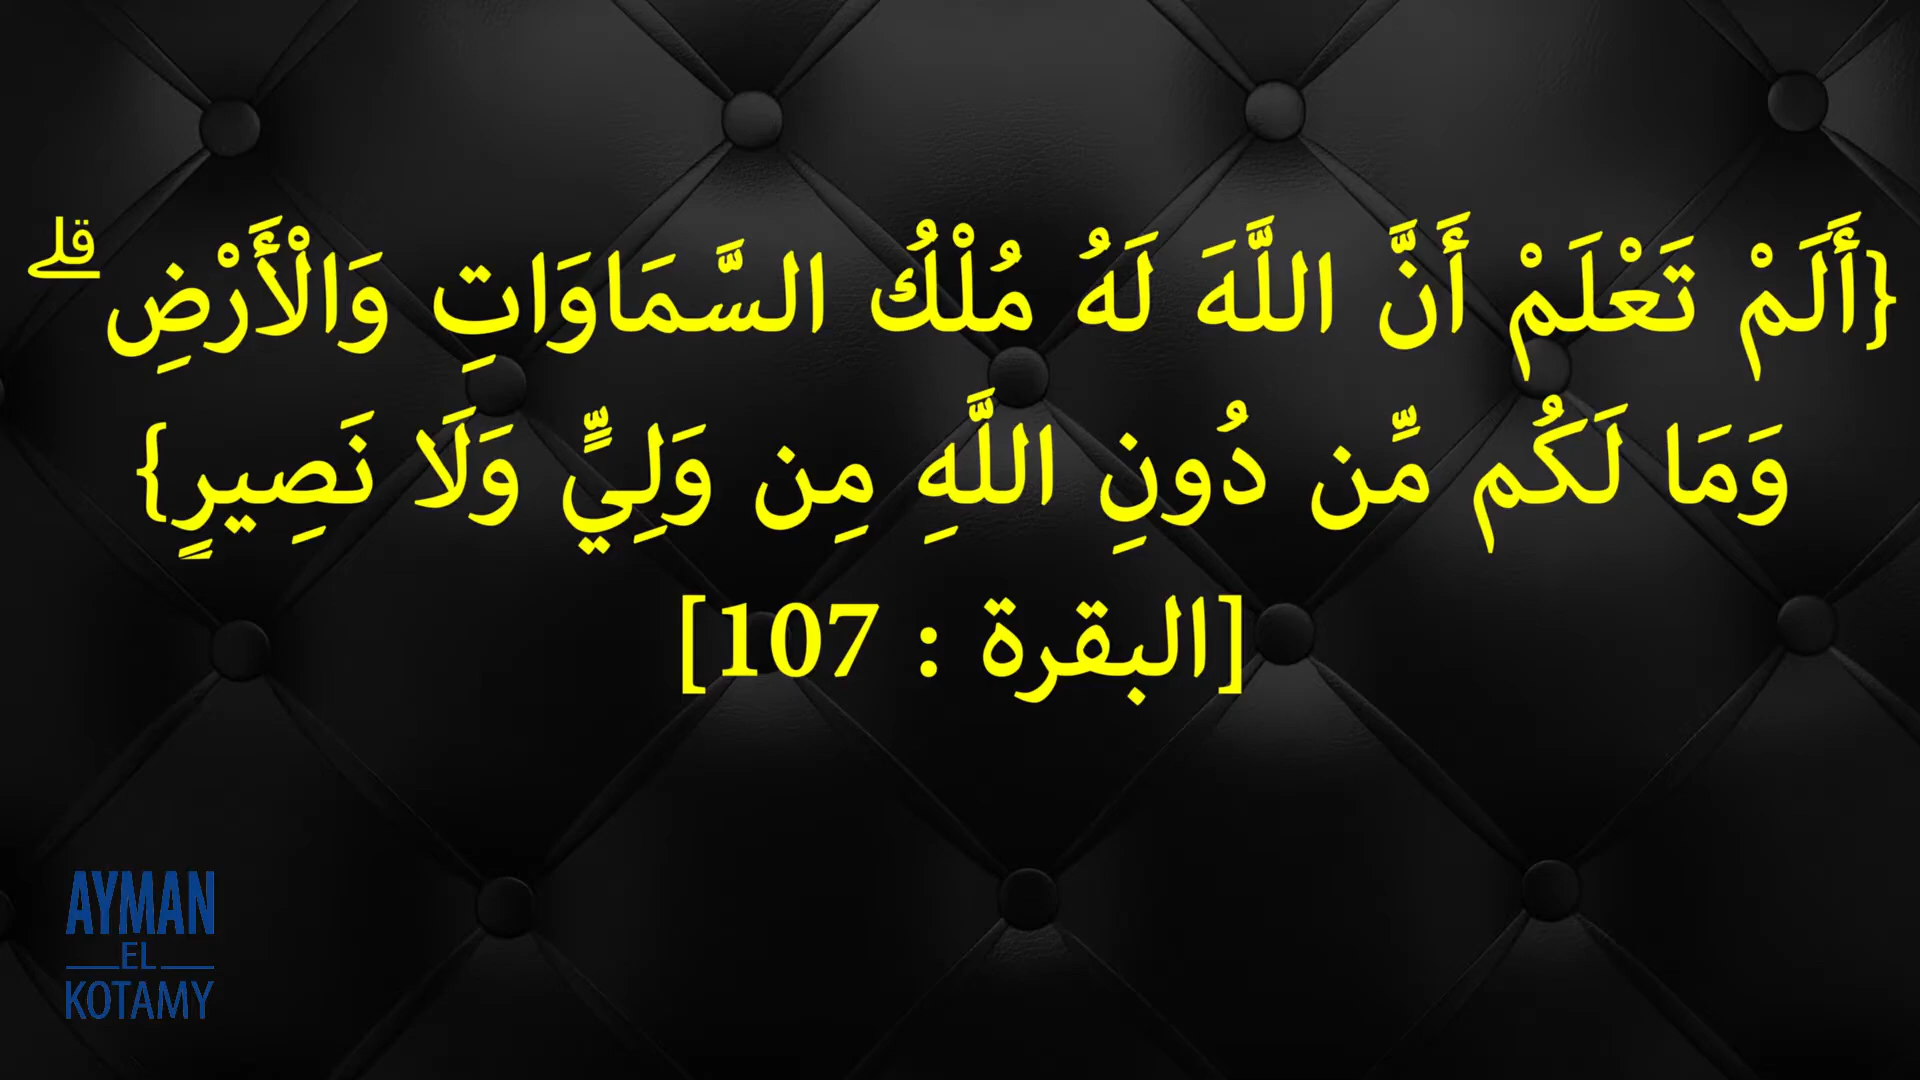 {أَلَمْ تَعْلَمْ أَنَّ اللَّهَ لَهُ مُلْكُ السَّمَاوَاتِ وَالْأَرْضِ ۗ
وَمَا لَكُم مِّن دُونِ اللَّهِ مِن وَلِيٍّ وَلَا نَصِيرٍ}
[البقرة : 107]
AYMAN
EL
KOTAMY